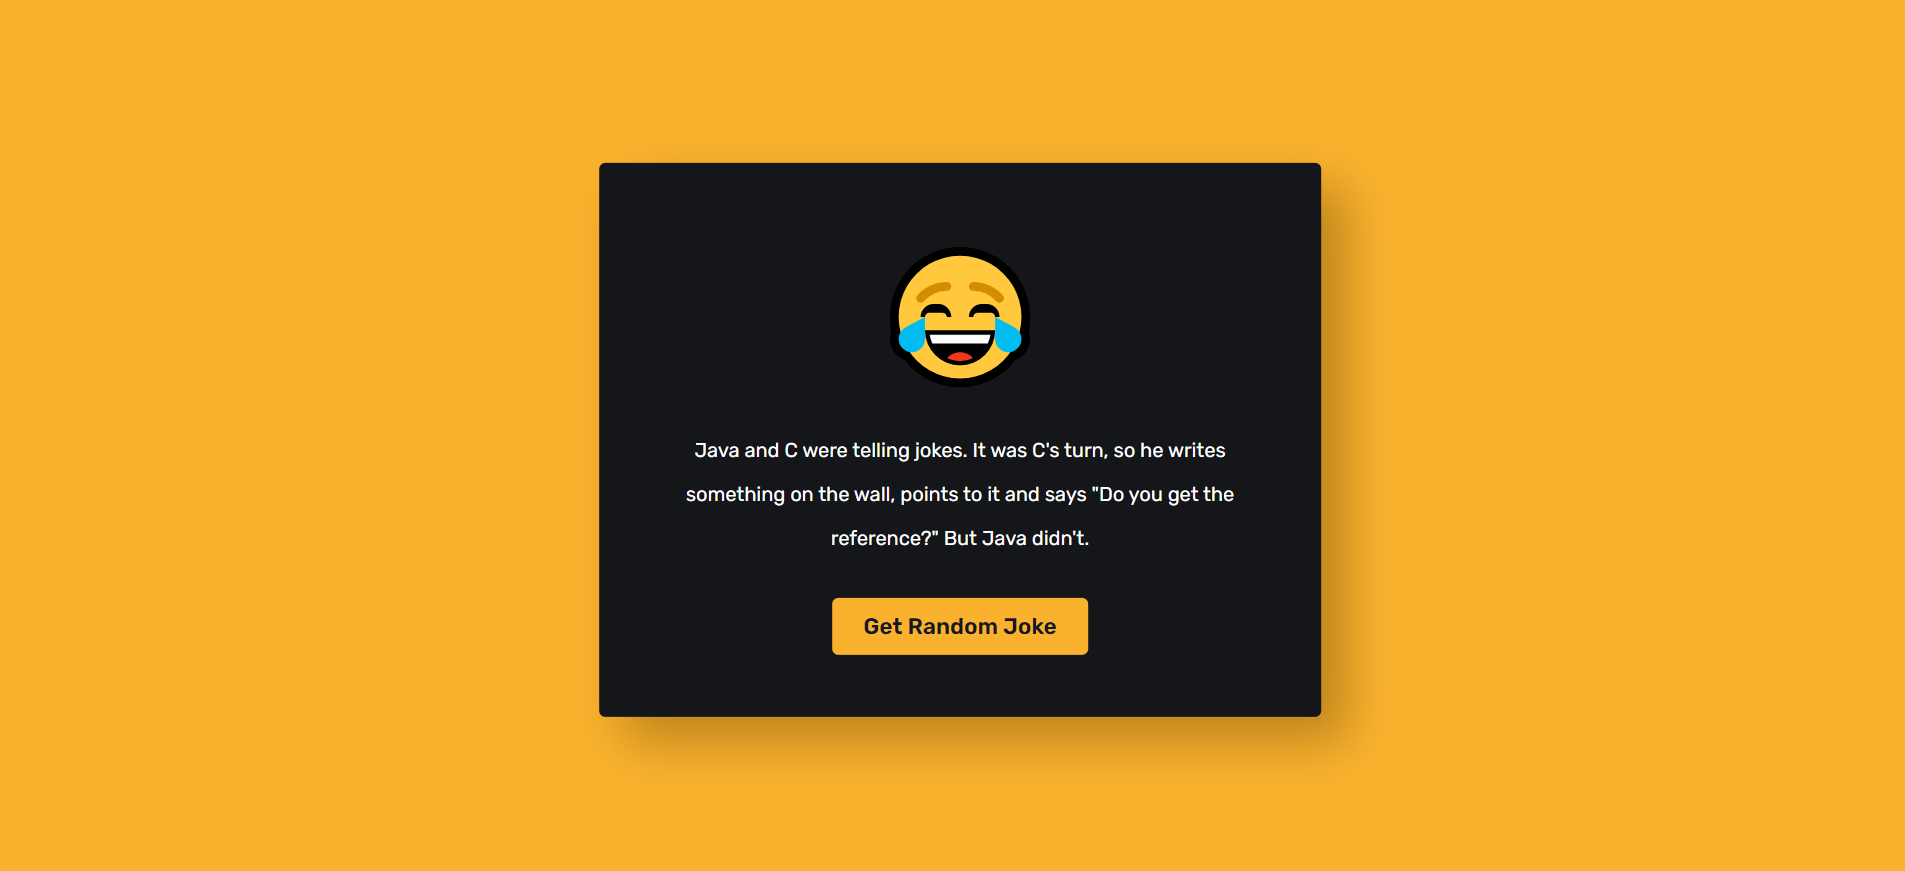 Java and C were telling jokes. It was C's turn, so he writes
something on the wall, points to it and says "Do you get the
reference?" But Java didn't.
Get Random Joke